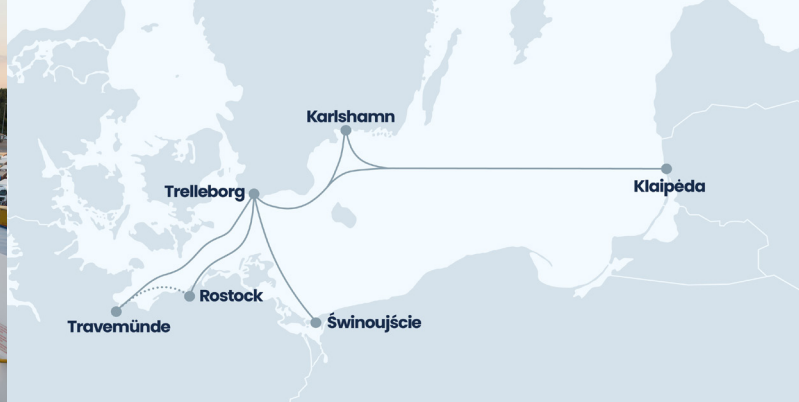 Karlshamn
Trelleborg
Klaipėda
Rostock
Travemünde
Świnoujście